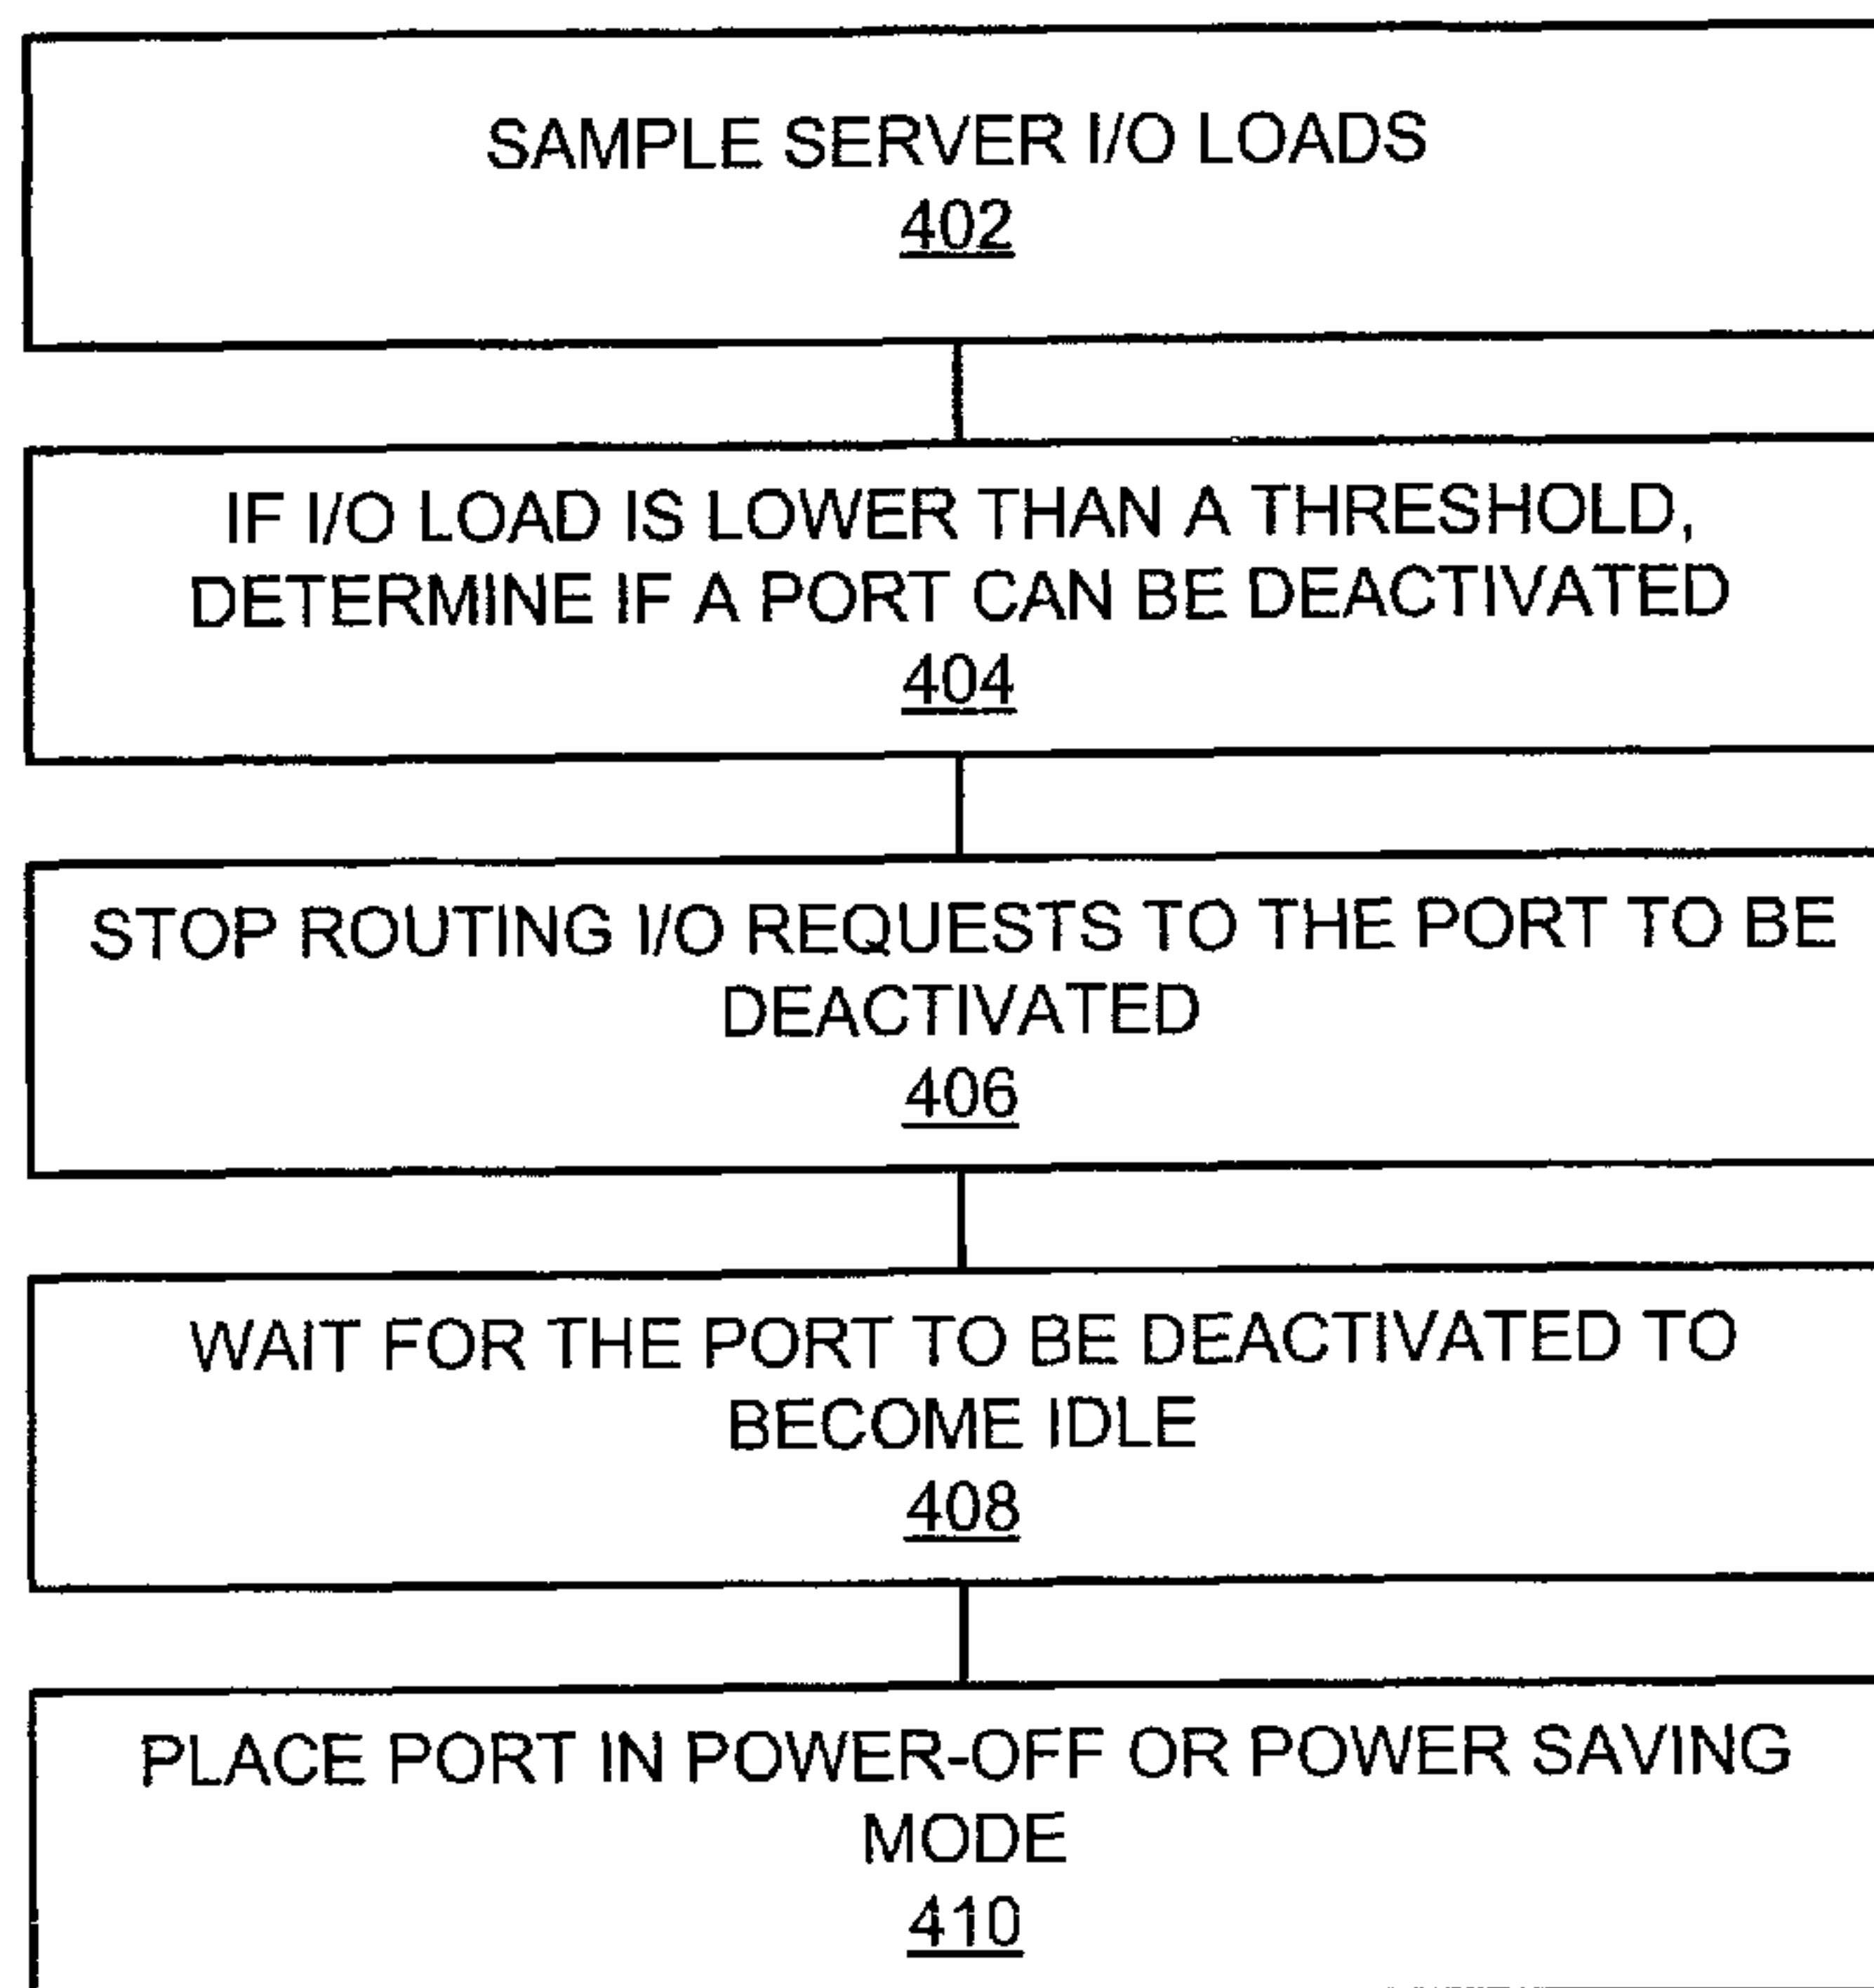 SAMPLE SERVER I/O LOADS
402
IF I/O LOAD IS LOWER THAN A THRESHOLD,
DETERMINE IF A PORT CAN BE DEACTIVATED
404
STOP ROUTING I/O REQUESTS TO THE PORT TO BE
DEACTIVATED
406
WAIT FOR THE PORT TO BE DEACTIVATED TO
BECOME IDLE
408
PLACE PORT IN POWER-OFF OR POWER SAVING
MODE
410